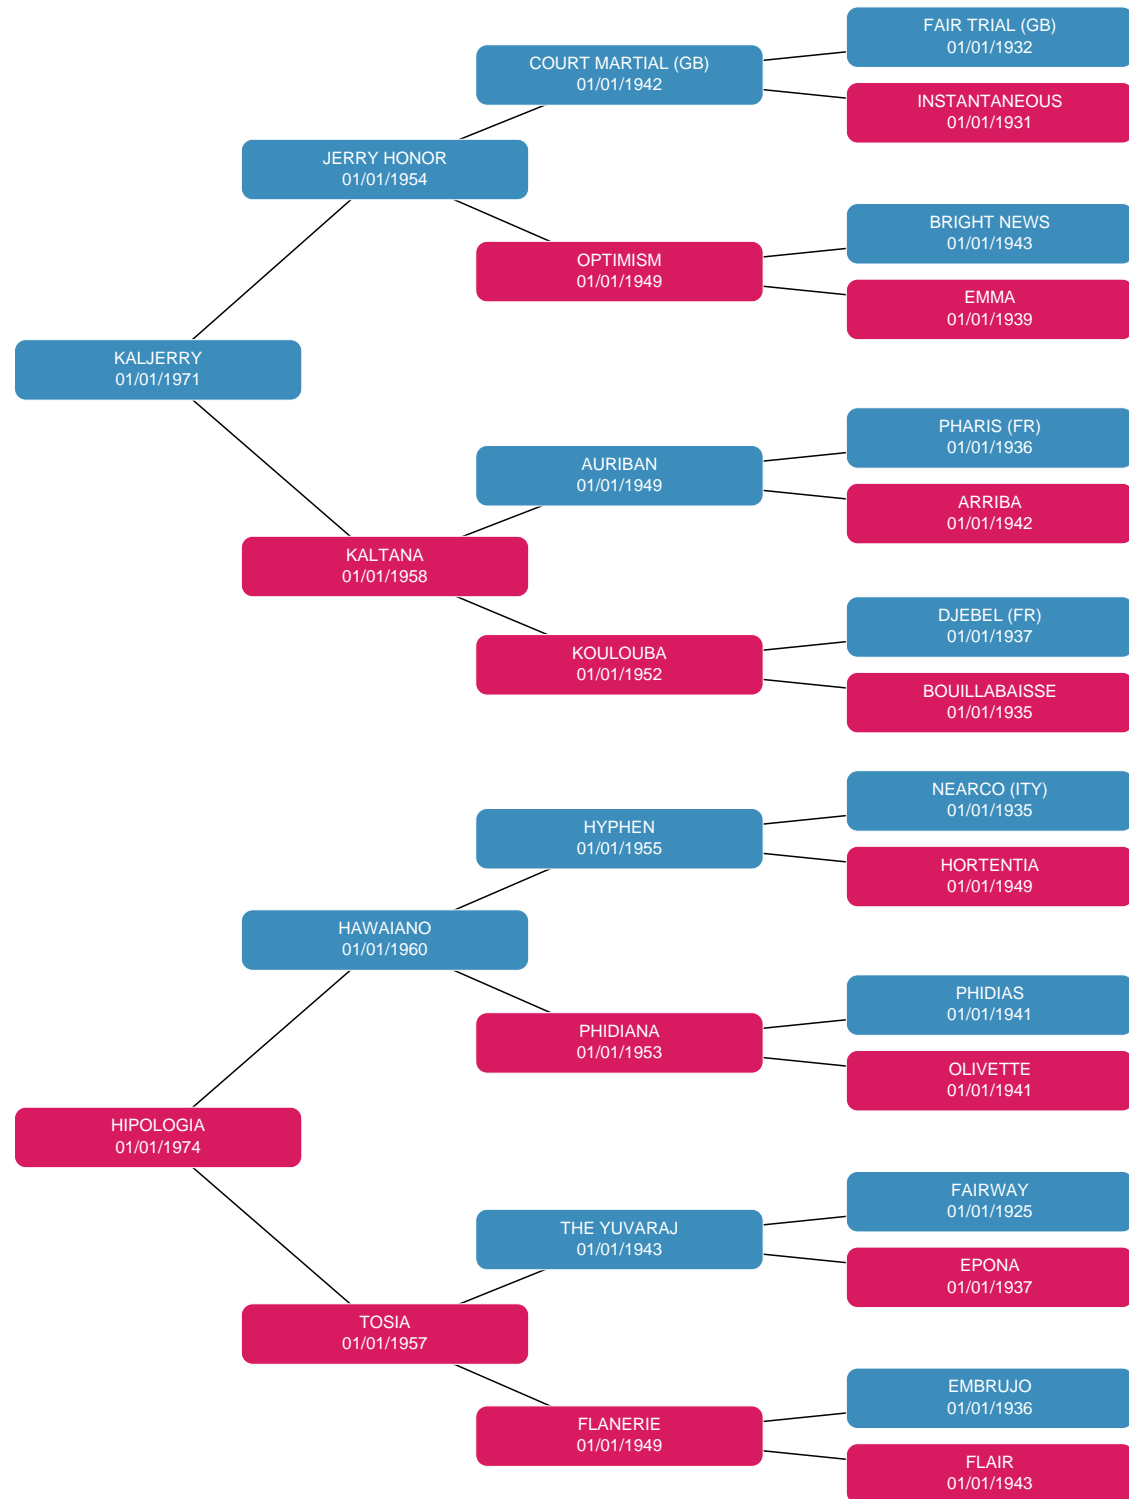 FAIR TRIAL (GB)
01/01/1932
COURT MARTIAL (GB)
01/01/1942
INSTANTANEOUS
01/01/1931
JERRY HONOR
01/01/1954
BRIGHT NEWS
01/01/1943
OPTIMISM
01/01/1949
EMMA
01/01/1939
KALJERRY
01/01/1971
PHARIS (FR)
01/01/1936
AURIBAN
01/01/1949
ARRIBA
01/01/1942
KALTANA
01/01/1958
DJEBEL (FR)
01/01/1937
KOULOUBA
01/01/1952
BOUILLABAISSE
01/01/1935
NEARCO (ITY)
01/01/1935
HYPHEN
01/01/1955
HORTENTIA
01/01/1949
HAWAIANO
01/01/1960
PHIDIAS
01/01/1941
PHIDIANA
01/01/1953
OLIVETTE
01/01/1941
HIPOLOGIA
01/01/1974
FAIRWAY
01/01/1925
THE YUVARAJ
01/01/1943
EPONA
01/01/1937
TOSIA
01/01/1957
EMBRUJO
01/01/1936
FLANERIE
01/01/1949
FLAIR
01/01/1943